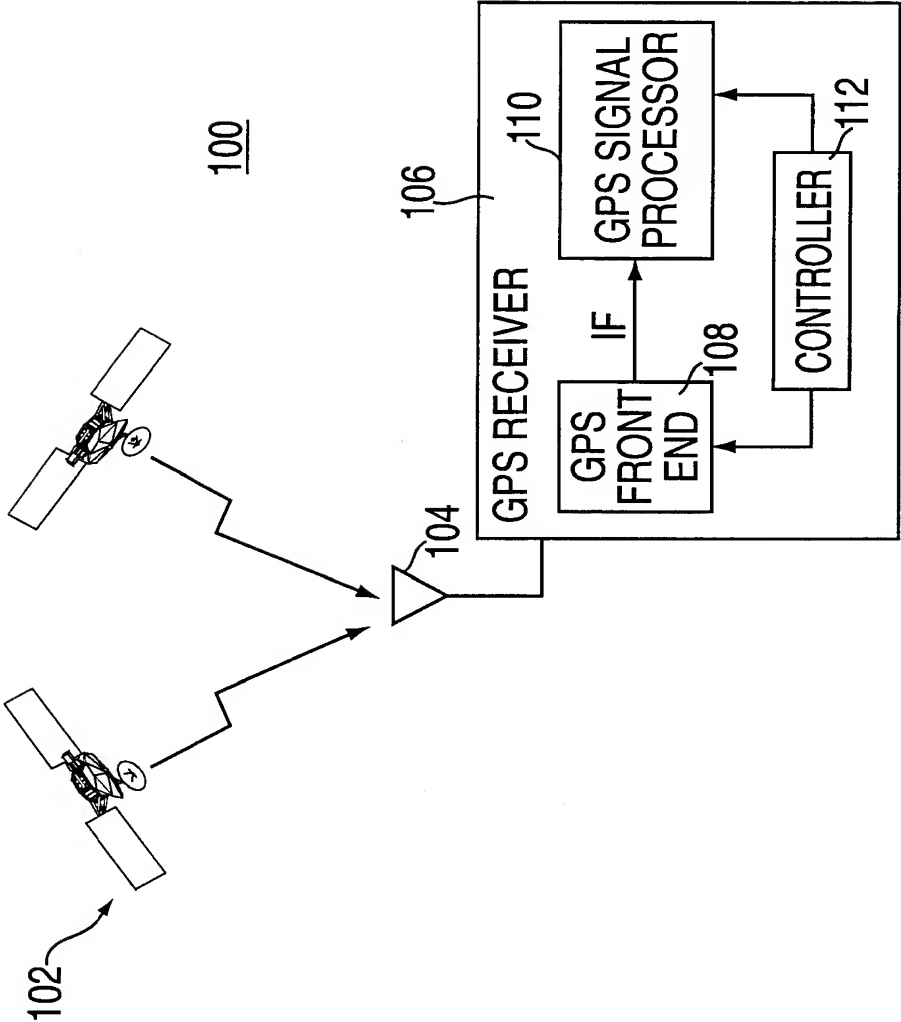 100
102
104
106
GPS RECEIVER
GPS
FRONT
END
108
IF
110
GPS SIGNAL
PROCESSOR
CONTROLLER
112